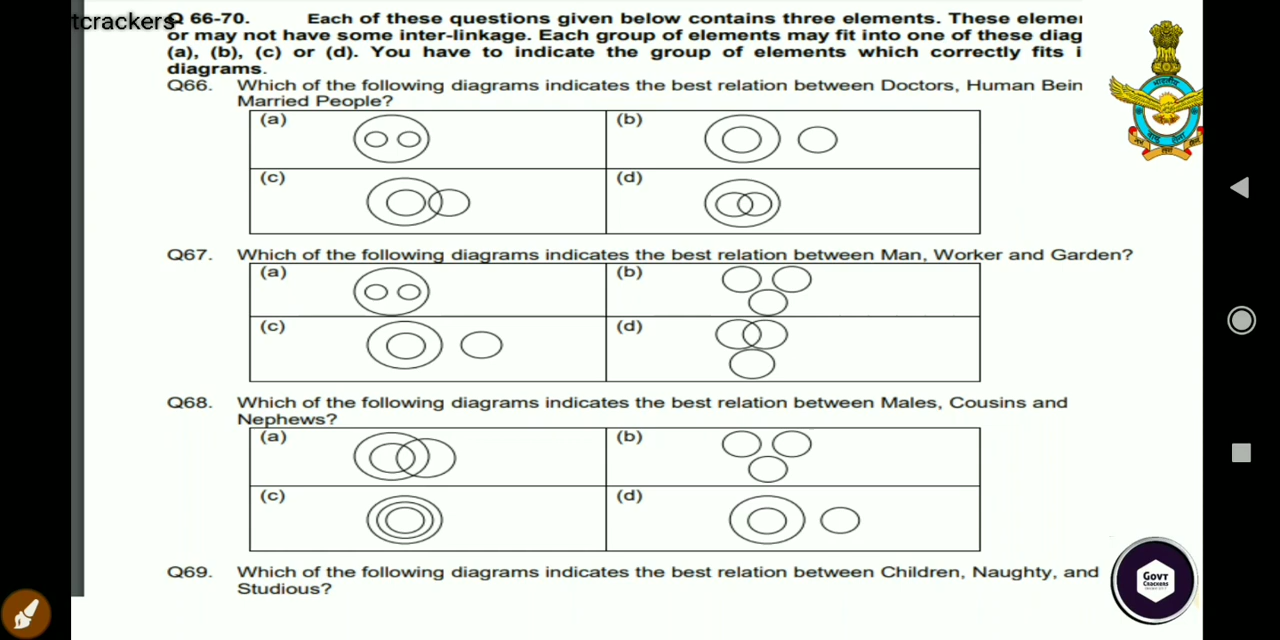 tcrackers
Q 66-70. Each of these questions given below contains three elements. These elemen
or may not have some inter-linkage. Each group of elements may fit into one of these diag
(a), (b), (c) or (d). You have to indicate the group of elements which correctly fits i
diagrams.
Q66. Which of the following diagrams indicates the best relation between Doctors, Human Bein
Married People?
(a) (b)
(c) (d)
Q67. Which of the following diagrams indicates the best relation between Man, Worker and Garden?
(a) (b)
(c) (d)
Q68. Which of the following diagrams indicates the best relation between Males, Cousins and
Nephews?
(a) (b)
(c) (d)
Q69. Which of the following diagrams indicates the best relation between Children, Naughty, and
Studious?
GOVT
CRACKERS